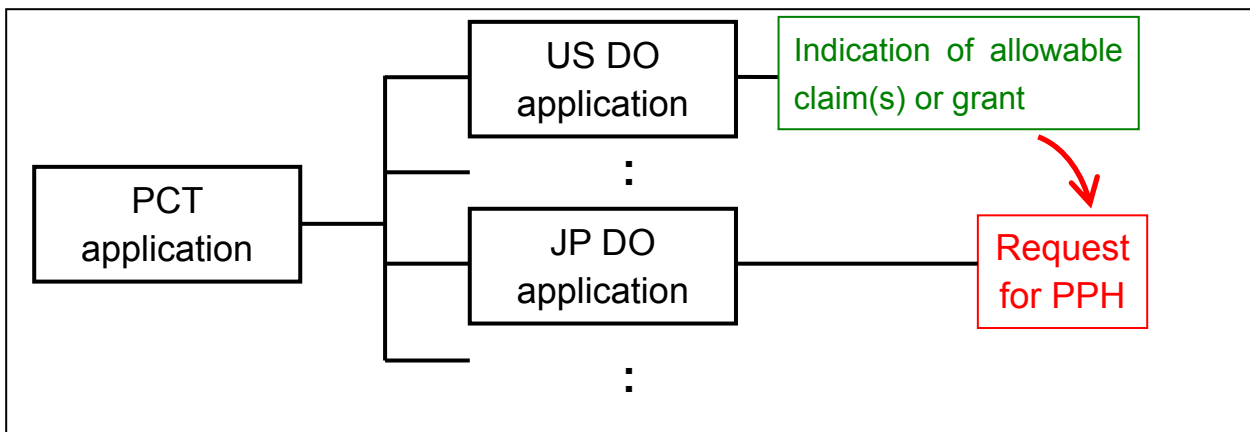 US DO
application
Indication of allowable
claim(s) or grant
:
PCT
application
JP DO
application
Request
for PPH
: